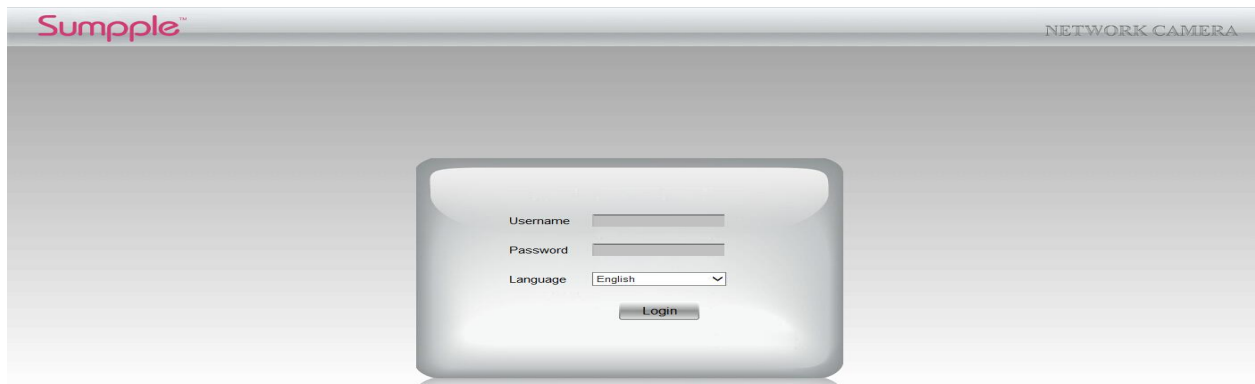 Sumpple™
NETWORK CAMERA
Username
Password
Language English
Login